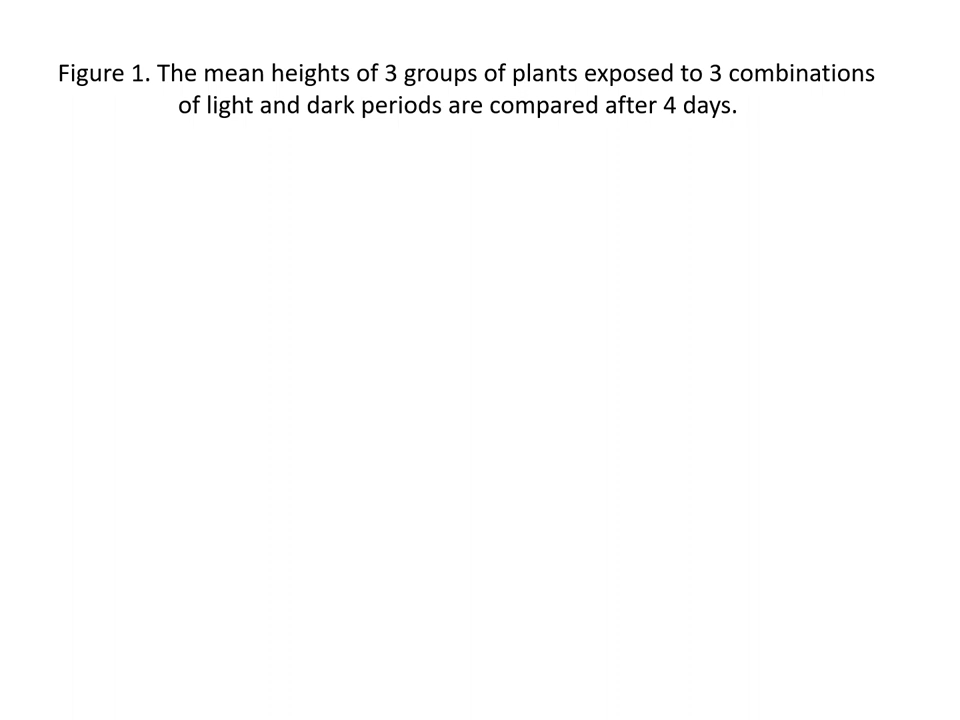 Figure 1. The mean heights of 3 groups of plants exposed to 3 combinations
of light and dark periods are compared after 4 days.